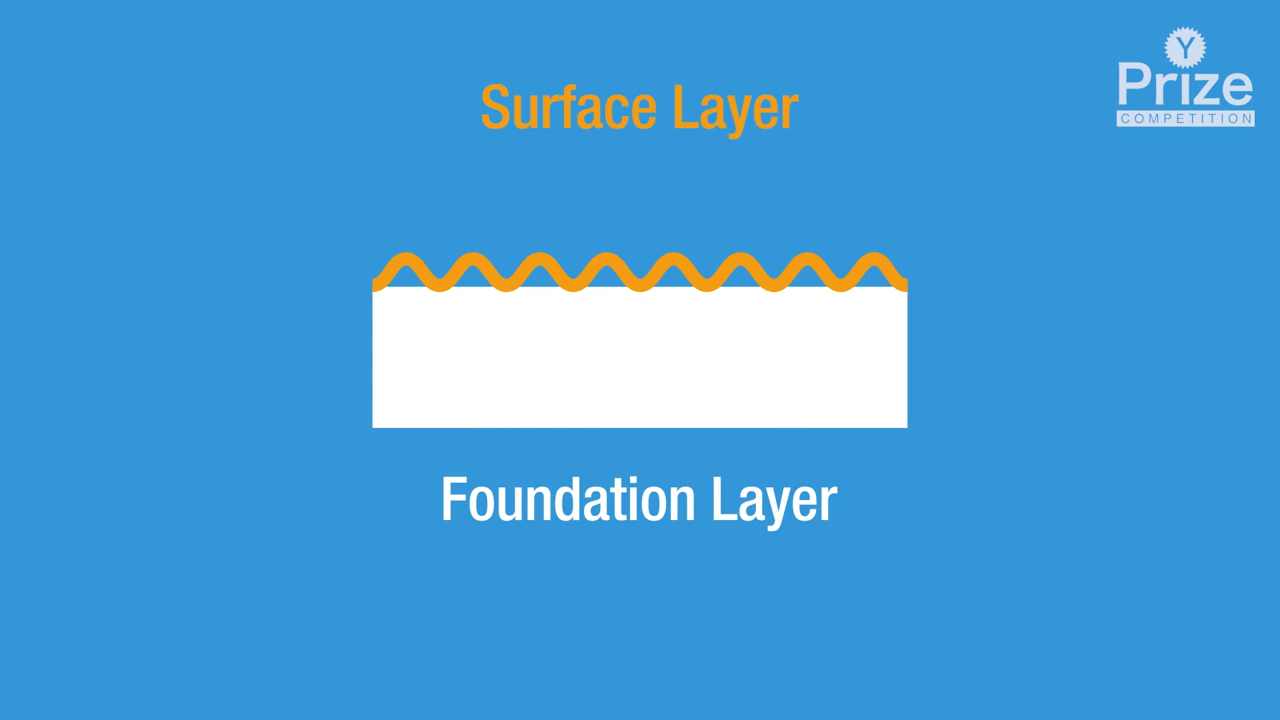 Surface Layer
Y
Prize
COMPETITION
Foundation Layer